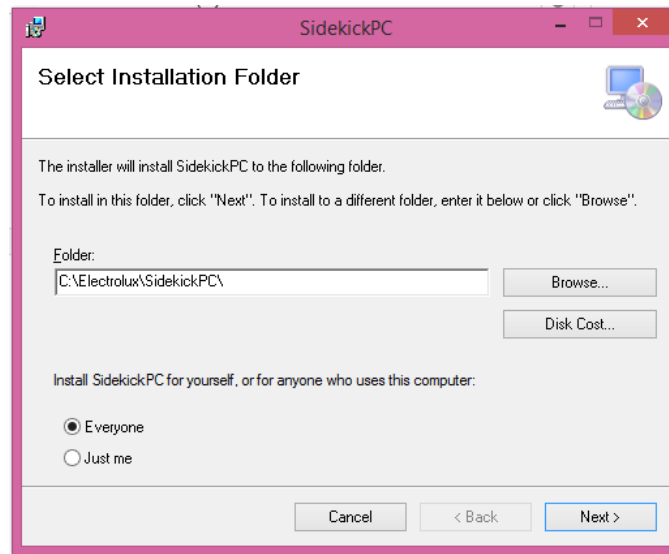 SidekickPC
Select Installation Folder
The installer will install SidekickPC to the following folder.
To install in this folder, click "Next". To install to a different folder, enter it below or click "Browse".
Folder:
C:\Electrolux\SidekickPC\
Browse...
Disk Cost...
Install SidekickPC for yourself, or for anyone who uses this computer:
Everyone
Just me
Cancel
< Back
Next >